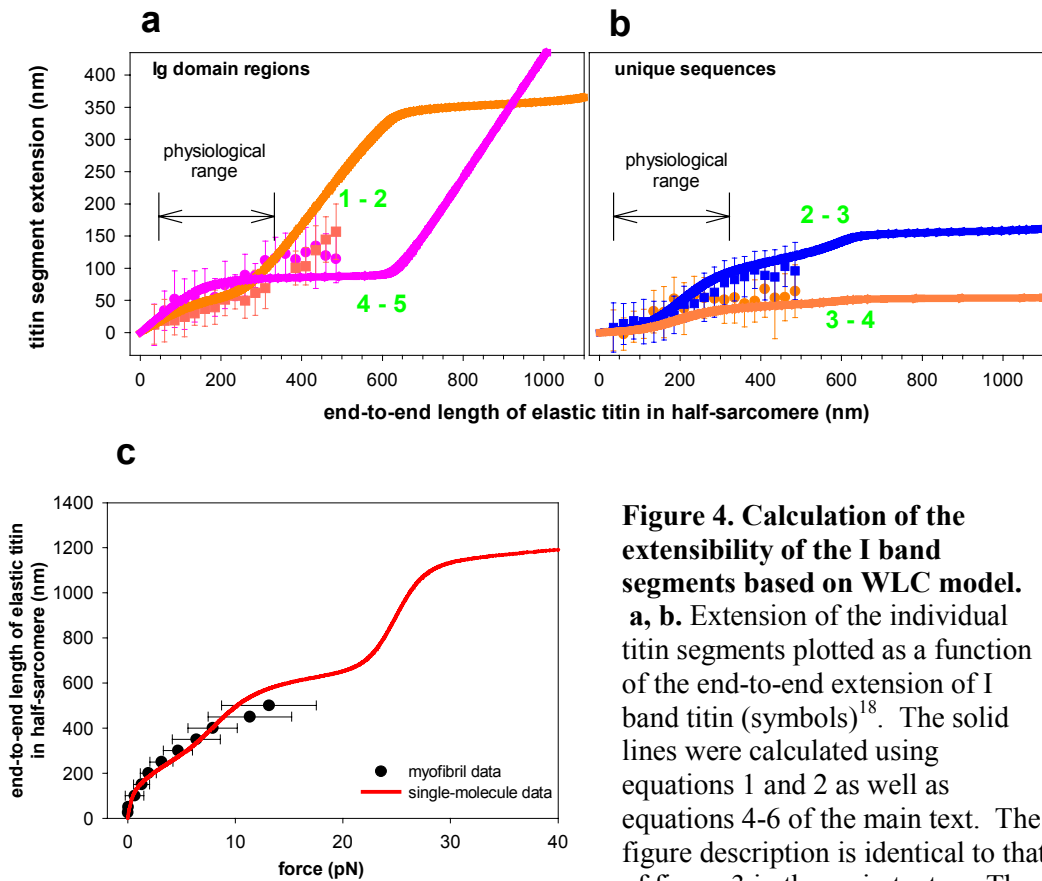 a
b
Ig domain regions
unique sequences
titin segment extension (nm)
400
350
300
250
200
150
100
50
0
physiological
range
physiological
range
1 - 2
4 - 5
2 - 3
3 - 4
0 200 400 600 800 1000
0 200 400 600 800 1000
end-to-end length of elastic titin in half-sarcomere (nm)
c
end-to-end length of elastic titin
in half-sarcomere (nm)
1400
1200
1000
800
600
400
200
0
myofibril data
single-molecule data
0 10 20 30 40
force (pN)
Figure 4. Calculation of the
extensibility of the I band
segments based on WLC model.
a, b. Extension of the individual
titin segments plotted as a function
of the end-to-end extension of I
band titin (symbols)18. The solid
lines were calculated using
equations 1 and 2 as well as
equations 4-6 of the main text. The
figure description is identical to that